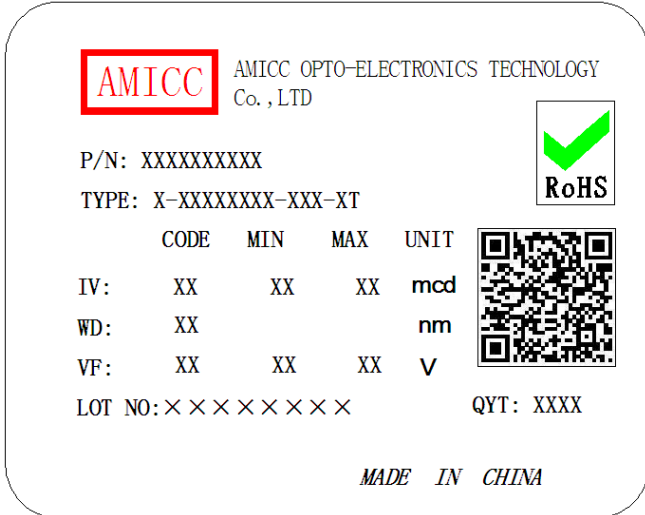 AMICC
AMICC OPTO-ELECTRONICS TECHNOLOGY
Co.,LTD
RoHS
P/N: XXXXXXXXXX
TYPE: X-XXXXXXXX-XXX-XT
CODE MIN MAX UNIT
IV: XX XX XX mcd
WD: XX nm
VF: XX XX XX V
LOT NO:××××××××
QYT: XXXX
MADE IN CHINA